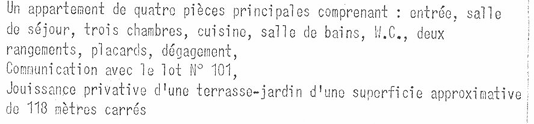 Un appartement de quatre pièces principales comprenant : entrée, salle
de séjour, trois chambres, cuisine, salle de bains, W.C., deux
rangements, placards, dégagement,
Communication avec le lot N° 101,
Jouissance privative d'une terrasse-jardin d'une superficie approximative
de 118 mètres carrés